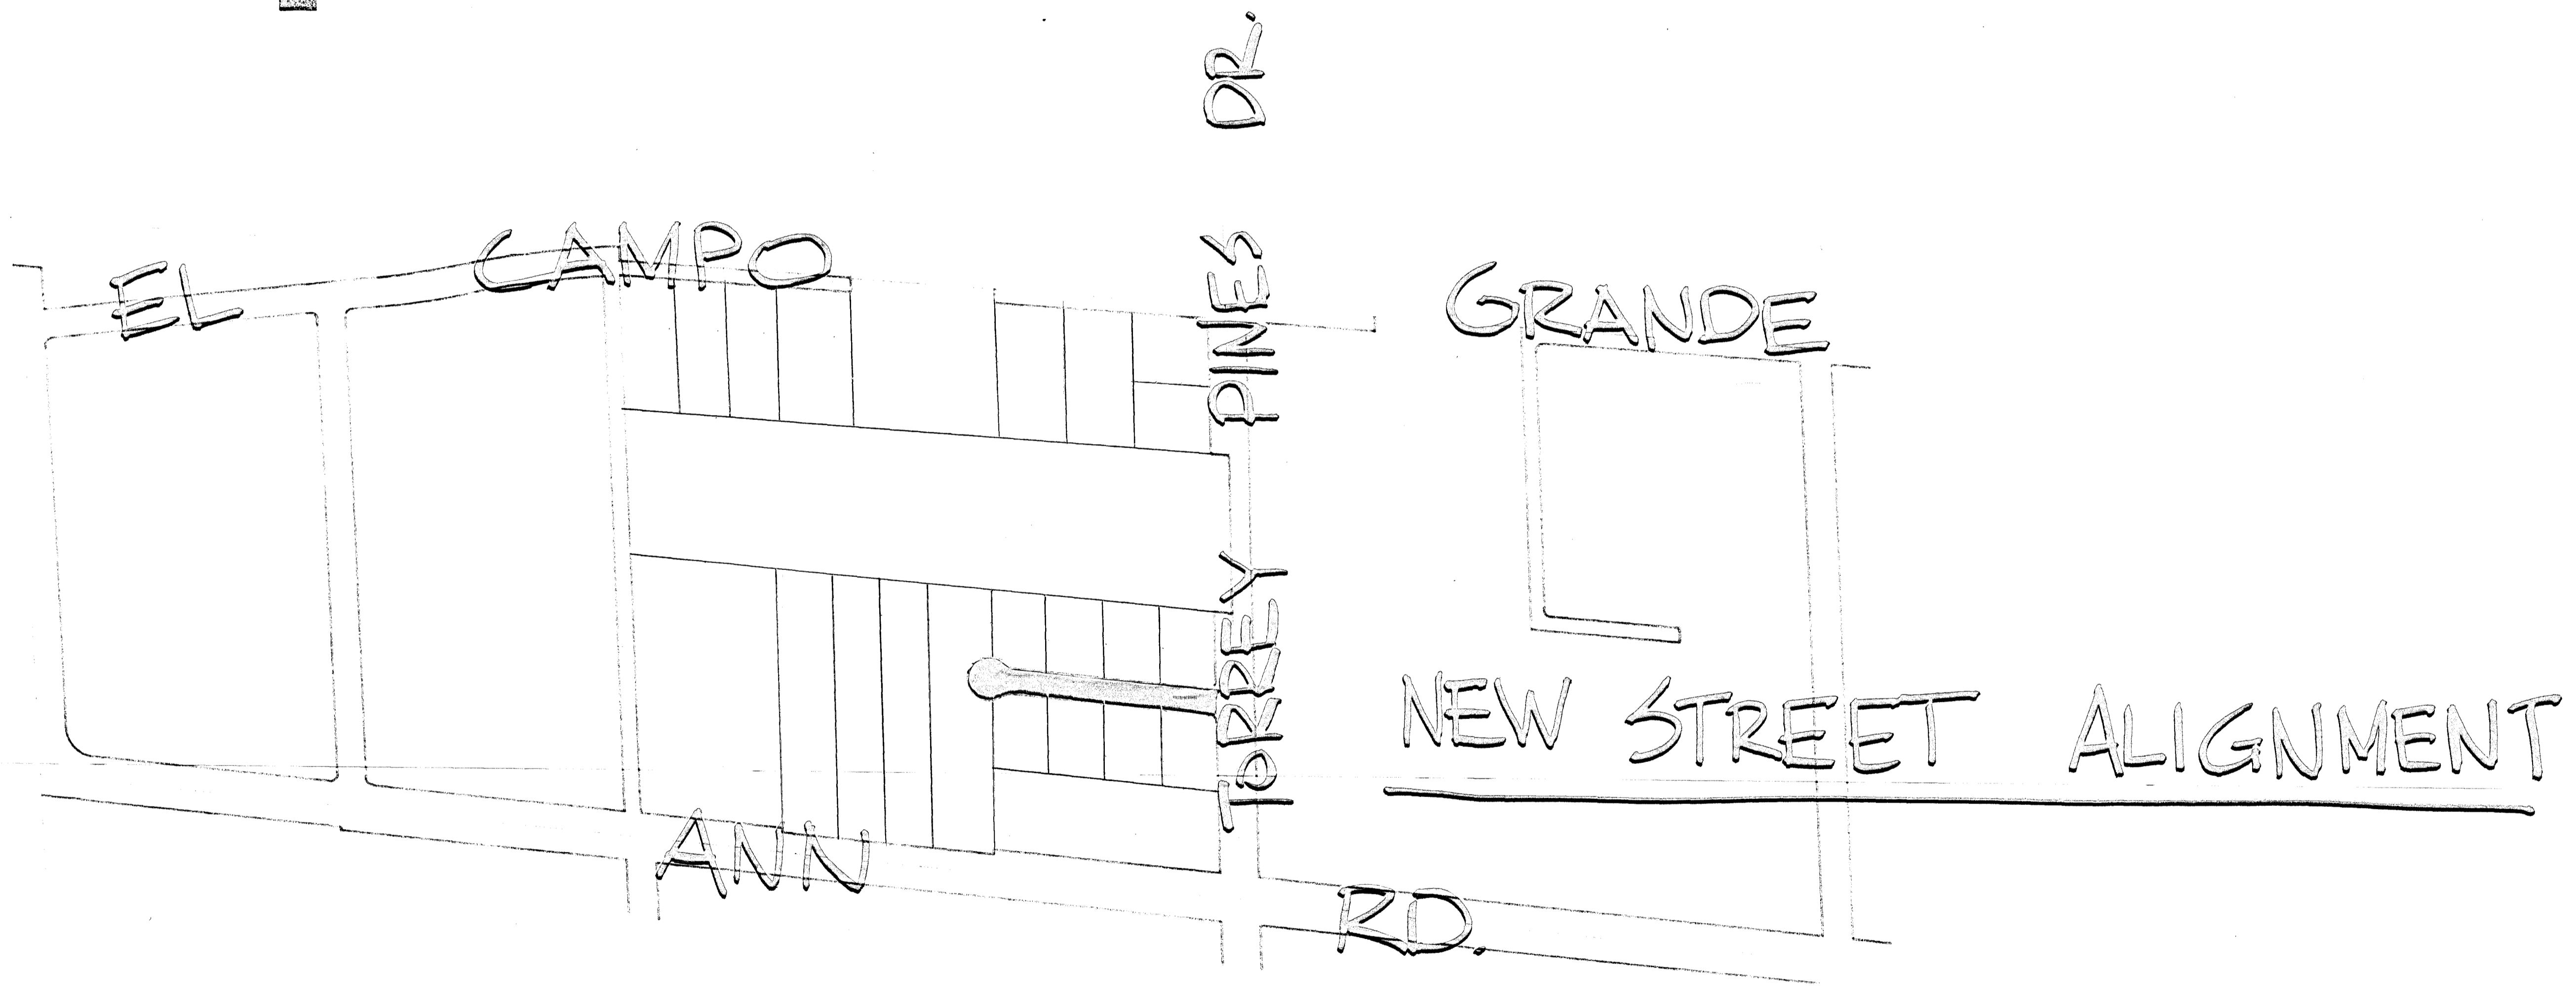 EL CAMPO GRANDE
TORREY PINES DR.
NEW STREET ALIGNMENT
ANN RD.